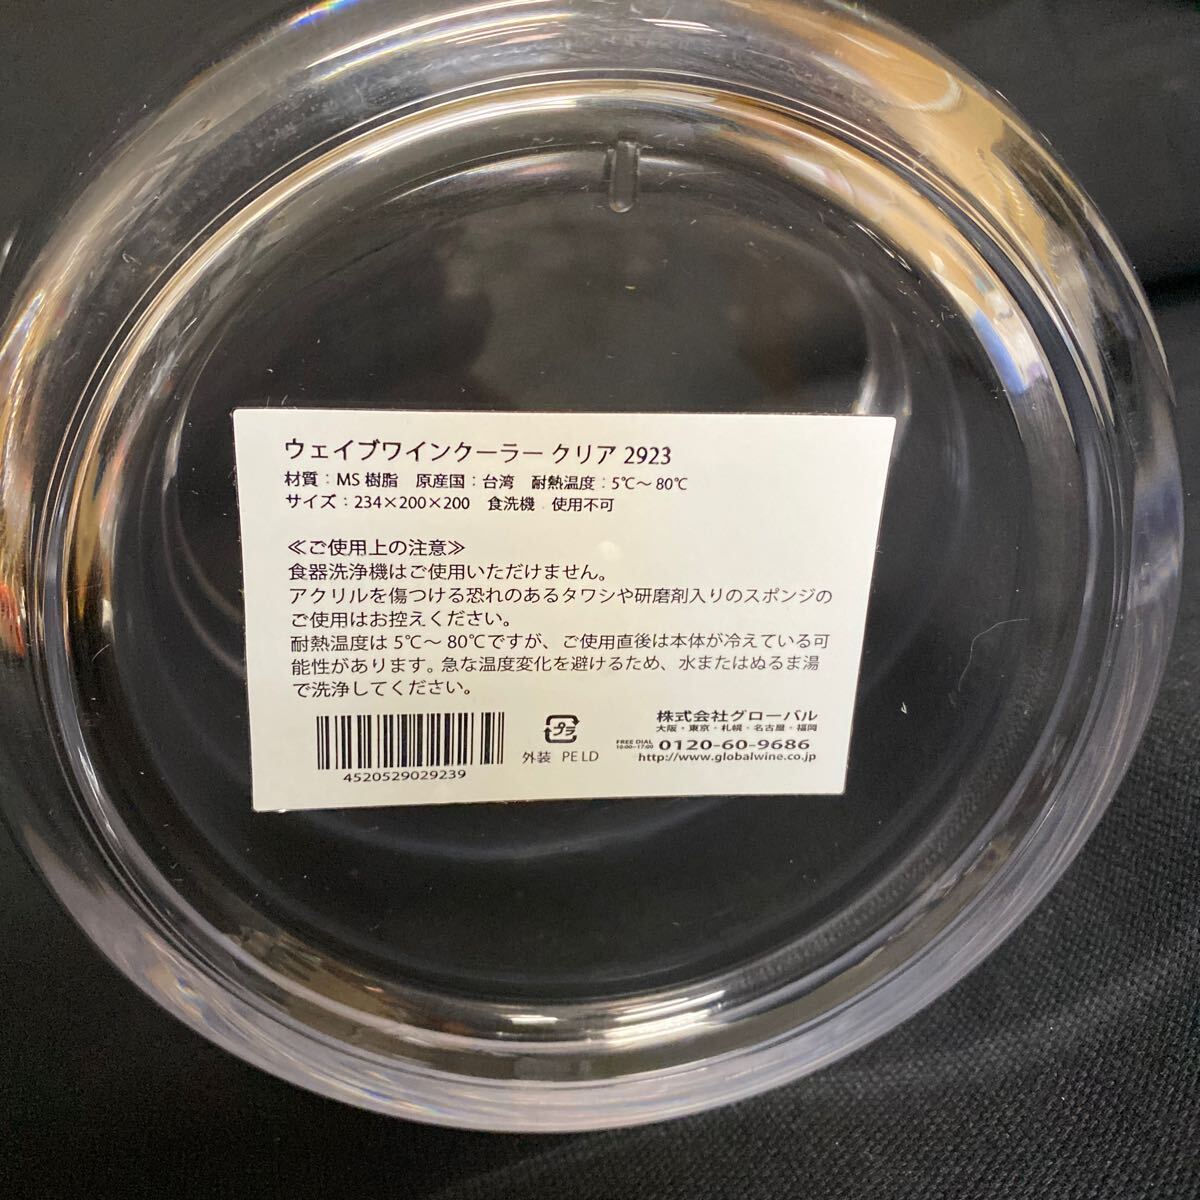 ウェイブワインクーラー クリア 2923
材質：MS 樹脂　原産国：台湾　耐熱温度：5℃～ 80℃
サイズ：234×200×200　食洗機　使用不可
≪ご使用上の注意≫
食器洗浄機はご使用いただけません。
アクリルを傷つける恐れのあるタワシや研磨剤入りのスポンジの
ご使用はお控えください。
耐熱温度は 5℃～ 80℃ですが、ご使用直後は本体が冷えている可
能性があります。急な温度変化を避けるため、水またはぬるま湯
で洗浄してください。
4520529029239
プラ
外装　PE LD
株式会社グローバル
大阪・東京・札幌・名古屋・福岡
FREE DIAL 10:00~17:00 0120-60-9686
http://www.globalwine.co.jp